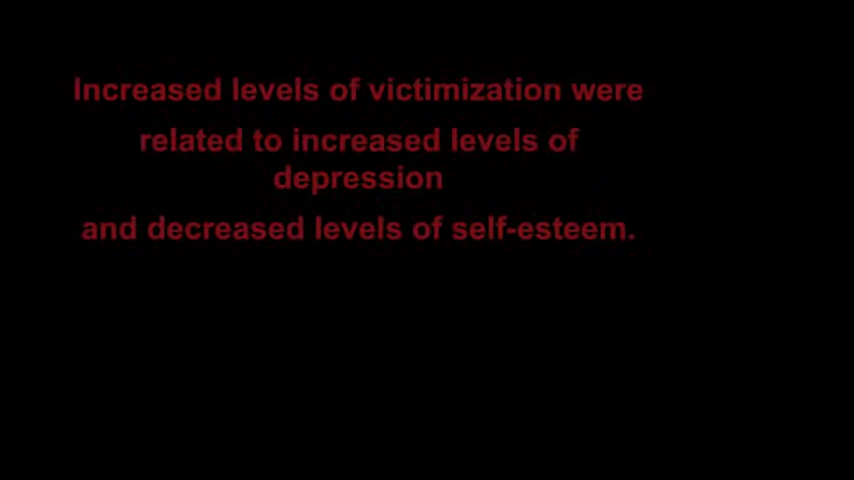 Increased levels of victimization were
related to increased levels of
depression
and decreased levels of self-esteem.